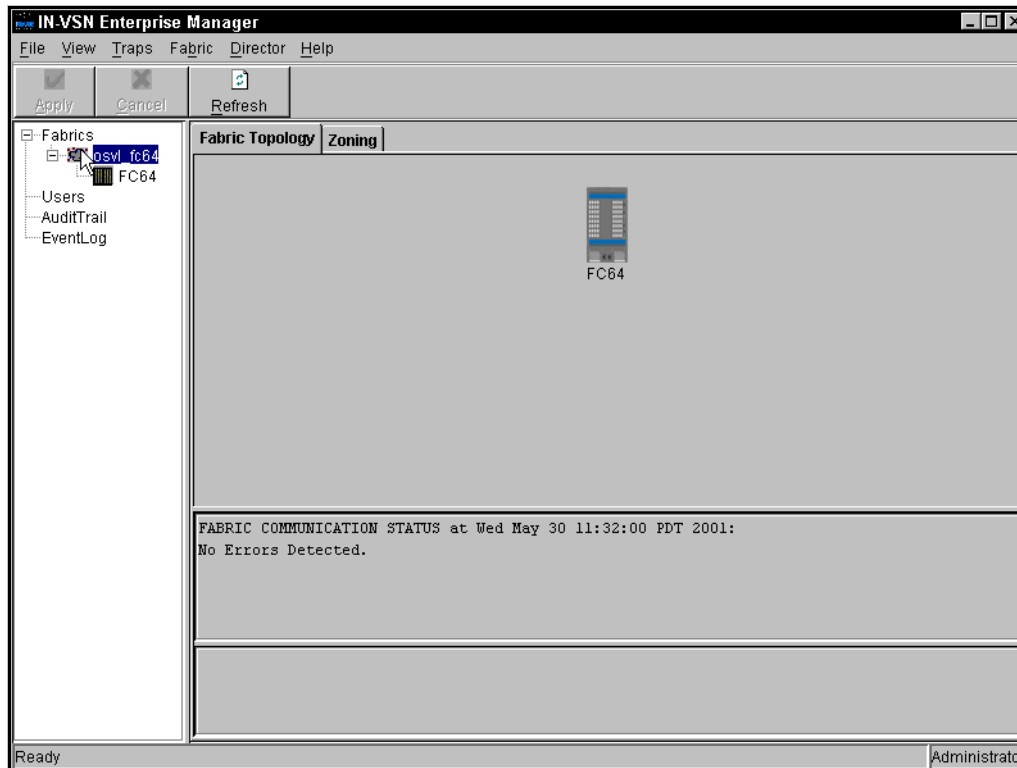 IN-VSN Enterprise Manager
File View Traps Fabric Director Help
Apply Cancel Refresh
Fabrics
osvl_fc64
FC64
Users
AuditTrail
EventLog
Fabric Topology Zoning
FC64
FABRIC COMMUNICATION STATUS at Wed May 30 11:32:00 PDT 2001:
No Errors Detected.
Ready
Administrato